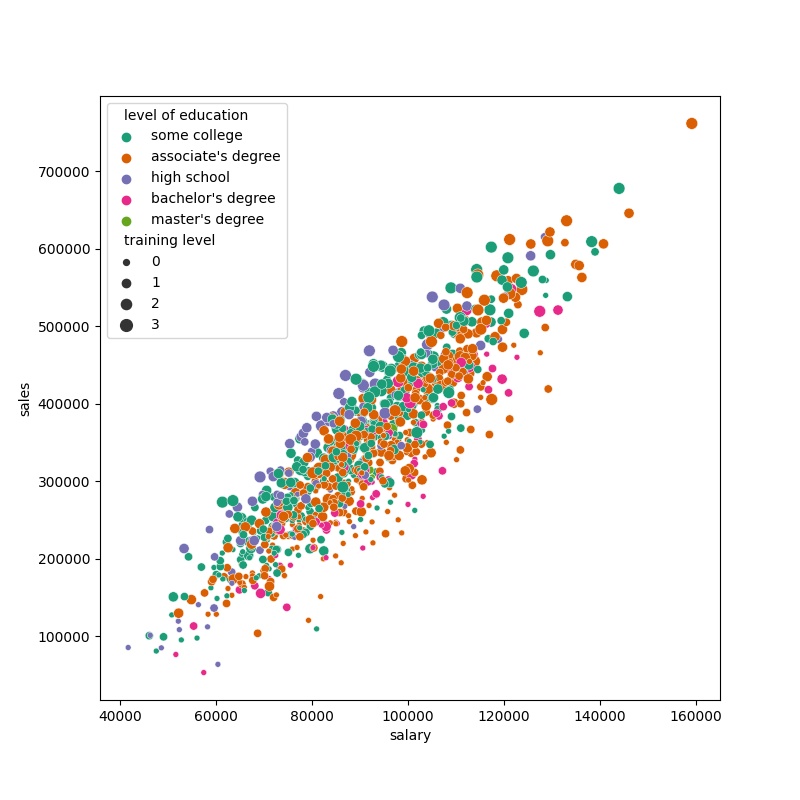 level of education
some college
associate's degree
high school
bachelor's degree
master's degree
training level
0
1
2
3
700000
600000
500000
400000
300000
200000
100000
sales
40000 60000 80000 100000 120000 140000 160000
salary